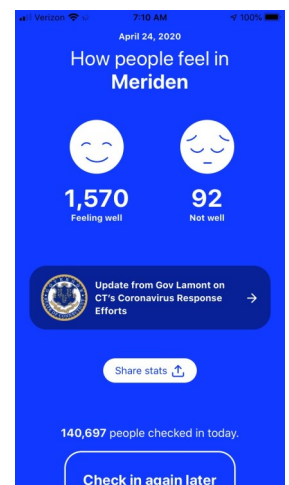 Verizon 7:10 AM 100%
April 24, 2020
How people feel in
Meriden
1,570 92
Feeling well Not well
Update from Gov Lamont on
CT's Coronavirus Response
Efforts
Share stats
140,697 people checked in today.
Check in again later